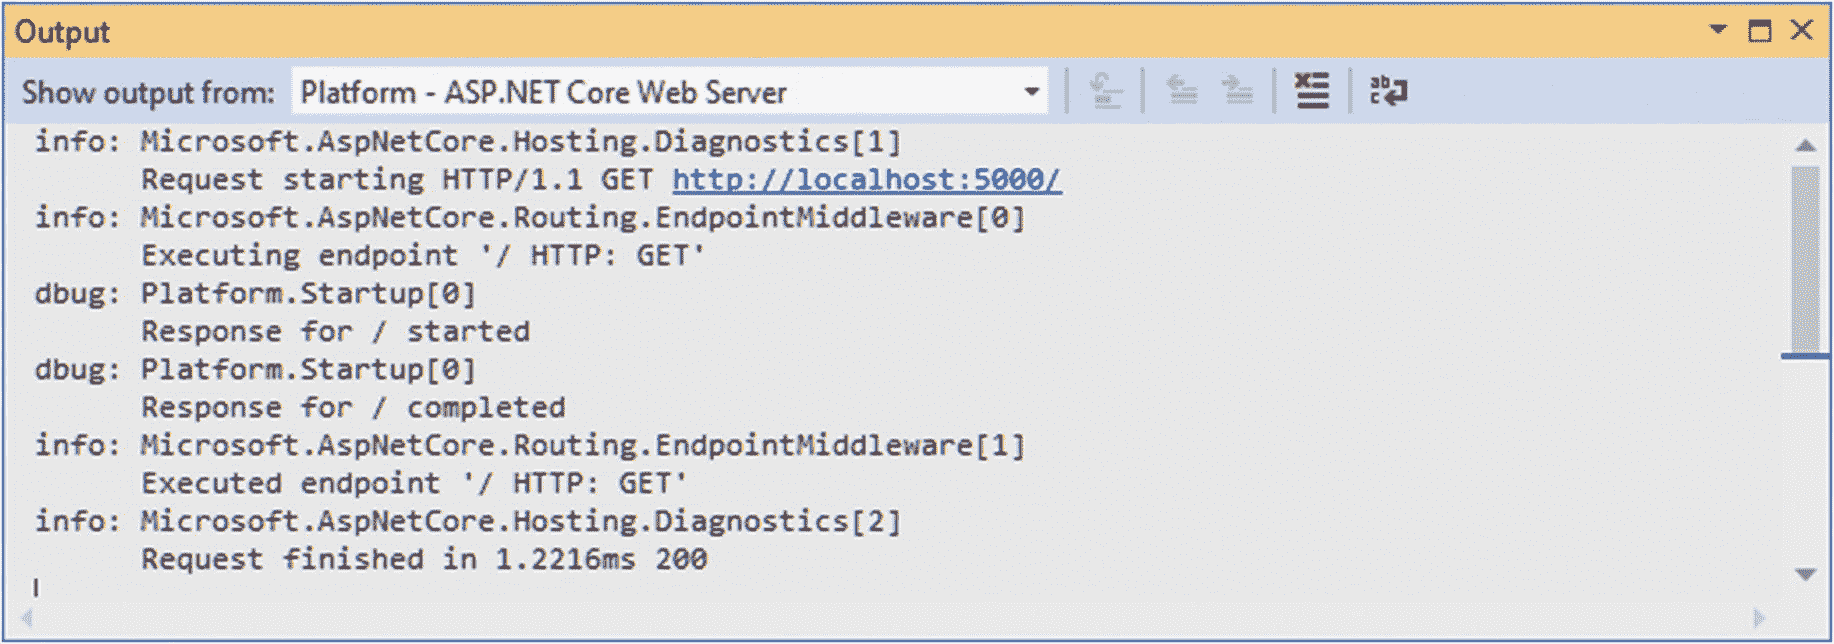 Output
Show output from: Platform - ASP.NET Core Web Server
info: Microsoft.AspNetCore.Hosting.Diagnostics[1]
Request starting HTTP/1.1 GET http://localhost:5000/
info: Microsoft.AspNetCore.Routing.EndpointMiddleware[0]
Executing endpoint '/ HTTP: GET'
dbug: Platform.Startup[0]
Response for / started
dbug: Platform.Startup[0]
Response for / completed
info: Microsoft.AspNetCore.Routing.EndpointMiddleware[1]
Executed endpoint '/ HTTP: GET'
info: Microsoft.AspNetCore.Hosting.Diagnostics[2]
Request finished in 1.2216ms 200